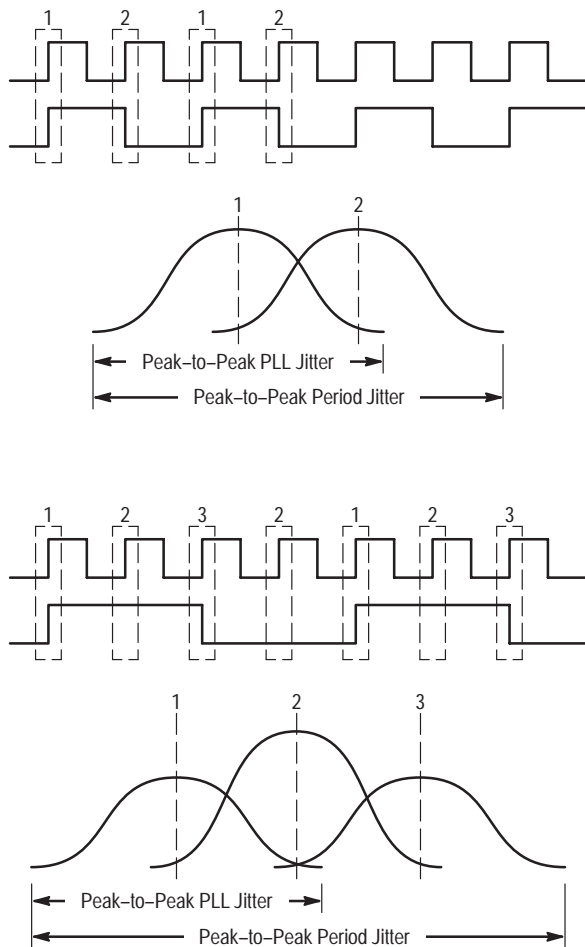 1 2 1 2
1 2
Peak–to–Peak PLL Jitter
Peak–to–Peak Period Jitter
1 2 3 2 1 2 3
1 2 3
Peak–to–Peak PLL Jitter
Peak–to–Peak Period Jitter